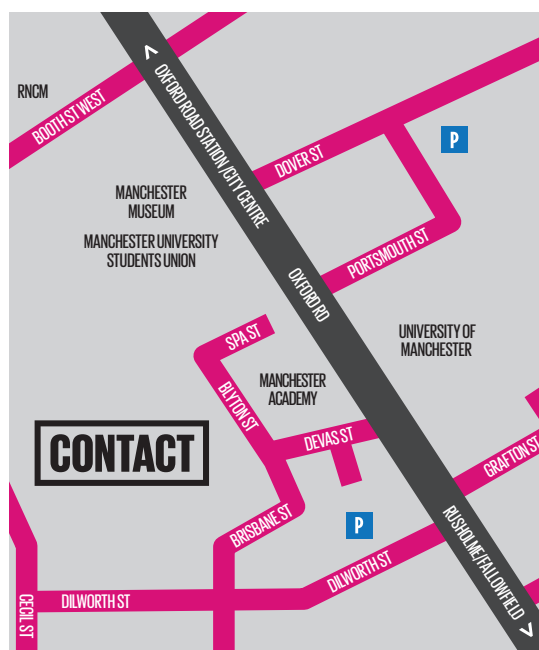 <
OXFORD ROAD STATION/CITY CENTRE
RNCM
BOOTH ST WEST
P
DOVER ST
MANCHESTER
MUSEUM
MANCHESTER UNIVERSITY
STUDENTS UNION
PORTSMOUTH ST
OXFORD RD
SPA ST
UNIVERSITY OF
MANCHESTER
BLYTON ST
MANCHESTER
ACADEMY
DEVAS ST
CONTACT
GRAFTON ST
BRISBANE ST
P
RUSHOLME/FALLOWFIELD
>
DILWORTH ST
DILWORTH ST
CECIL ST